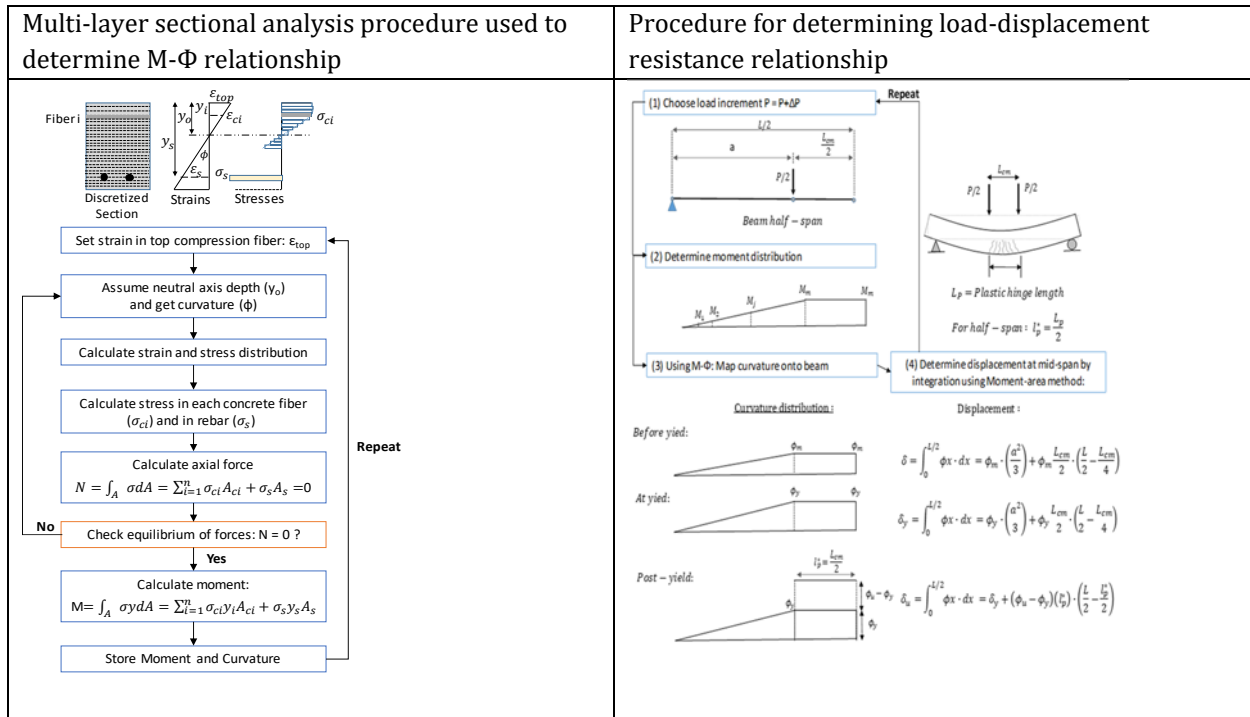 Multi-layer sectional analysis procedure used to
determine M-Φ relationship
Fiber i
y_s
y_o
y_i
ε_top
ε_ci
ϕ
ε_s
σ_s
σ_ci
Discretized
Section
Strains
Stresses
Set strain in top compression fiber: ε_top
Assume neutral axis depth (y_o)
and get curvature (ϕ)
Calculate strain and stress distribution
Calculate stress in each concrete fiber
(σ_ci) and in rebar (σ_s)
Repeat
Calculate axial force
N = ∫_A σdA = ∑_{i=1}^n σ_ci A_ci + σ_s A_s =0
No
Check equilibrium of forces: N = 0 ?
Yes
Calculate moment:
M= ∫_A σydA = ∑_{i=1}^n σ_ci y_i A_ci + σ_s y_s A_s
Store Moment and Curvature
Procedure for determining load-displacement
resistance relationship
Repeat
(1) Choose load increment P = P+ΔP
L/2
a
L_cm/2
P/2
Beam half − span
L_cm
P/2
P/2
L_p = Plastic hinge length
For half − span: l_p^* = L_p/2
(2) Determine moment distribution
M_1
M_2
M_j
M_m
M_m
(3) Using M-Φ: Map curvature onto beam
(4) Determine displacement at mid-span by
integration using Moment-area method:
Curvature distribution :
Displacement :
Before yied:
ϕ_m
ϕ_m
δ = ∫_0^{L/2} ϕx · dx = ϕ_m · (a²/3) + ϕ_m L_cm/2 · (L/2 − L_cm/4)
At yied:
ϕ_y
ϕ_y
δ_y = ∫_0^{L/2} ϕx · dx = ϕ_y · (a²/3) + ϕ_y L_cm/2 · (L/2 − L_cm/4)
Post − yield:
l_p^* = L_cm/2
ϕ_y
ϕ_u − ϕ_y
ϕ_y
δ_u = ∫_0^{L/2} ϕx · dx = δ_y + (ϕ_u − ϕ_y)(l_p^*) · (L/2 − l_p^*/2)